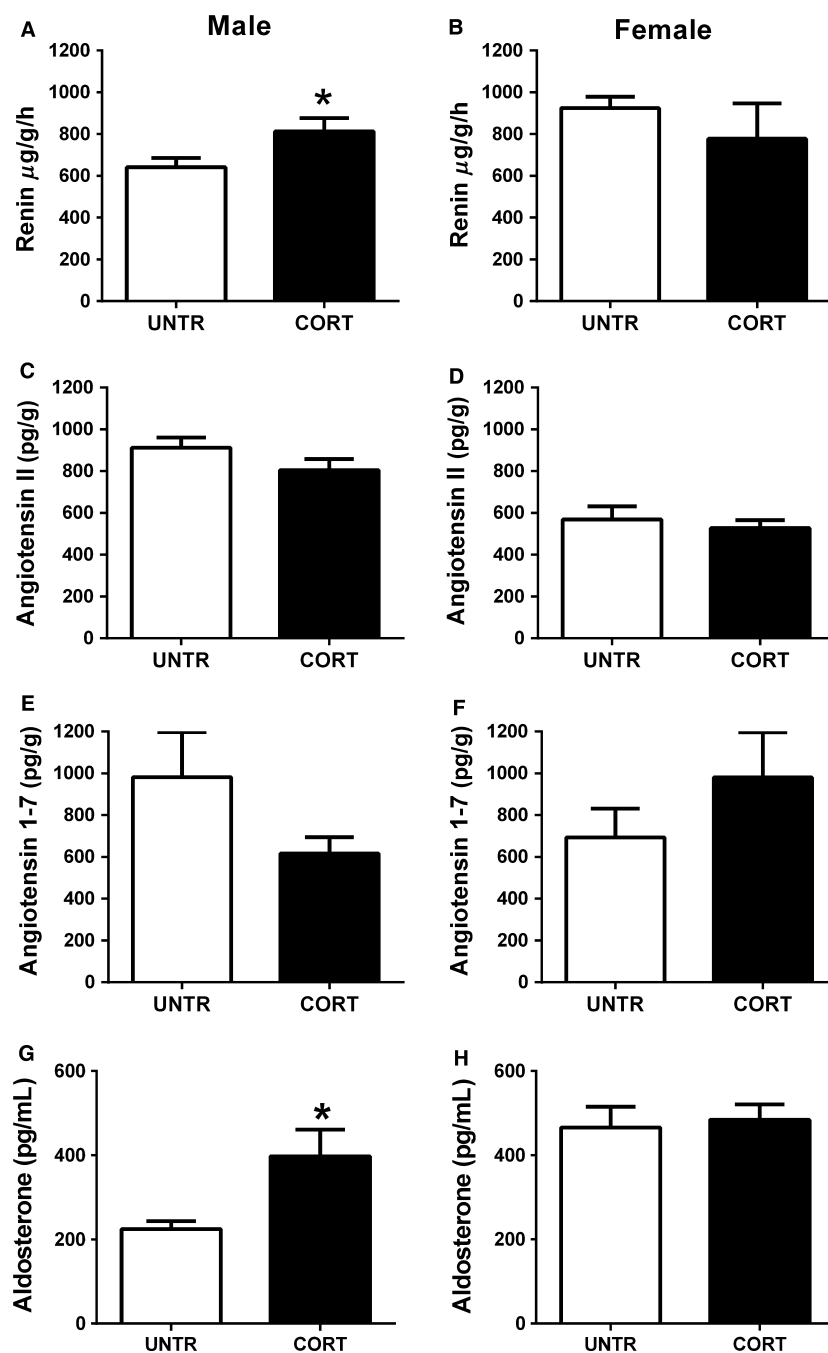 Male
Female
A
Renin μg/g/h
1200
1000
800
600
400
200
0
*
UNTR
CORT
B
Renin μg/g/h
1200
1000
800
600
400
200
0
UNTR
CORT
C
Angiotensin II (pg/g)
1200
1000
800
600
400
200
0
UNTR
CORT
D
Angiotensin II (pg/g)
1200
1000
800
600
400
200
0
UNTR
CORT
E
Angiotensin 1-7 (pg/g)
1200
1000
800
600
400
200
0
UNTR
CORT
F
Angiotensin 1-7 (pg/g)
1200
1000
800
600
400
200
0
UNTR
CORT
G
Aldosterone (pg/mL)
600
400
200
0
*
UNTR
CORT
H
Aldosterone (pg/mL)
600
400
200
0
UNTR
CORT